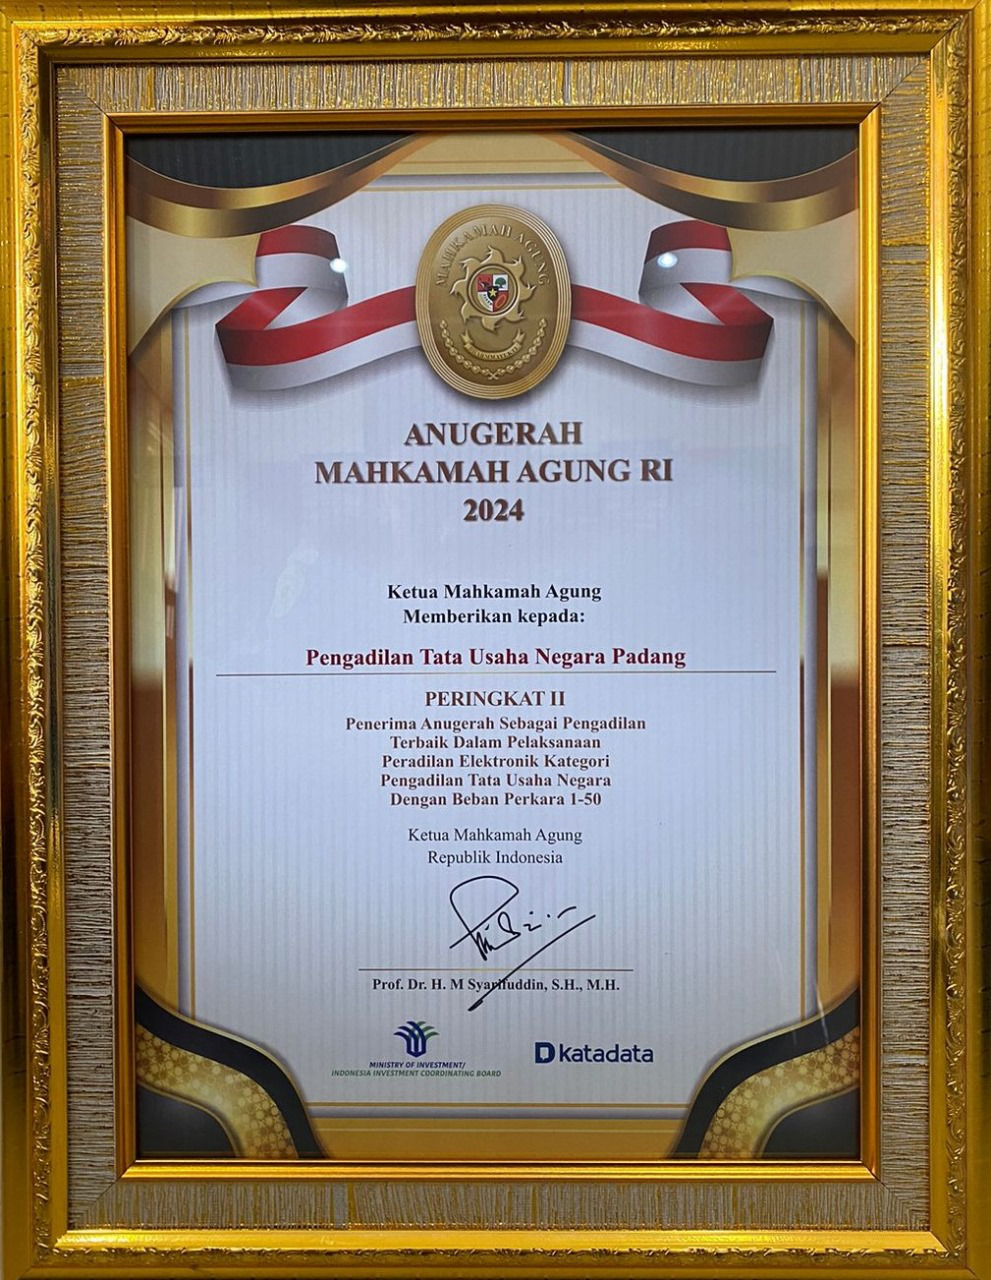 MAHKAMAH AGUNG
ANUGERAH
MAHKAMAH AGUNG RI
2024
Ketua Mahkamah Agung
Memberikan kepada:
Pengadilan Tata Usaha Negara Padang
PERINGKAT II
Penerima Anugerah Sebagai Pengadilan
Terbaik Dalam Pelaksanaan
Peradilan Elektronik Kategori
Pengadilan Tata Usaha Negara
Dengan Beban Perkara 1-50
Ketua Mahkamah Agung
Republik Indonesia
Prof. Dr. H. M Syarifuddin, S.H., M.H.
MINISTRY OF INVESTMENT/
INDONESIA INVESTMENT COORDINATING BOARD
katadata